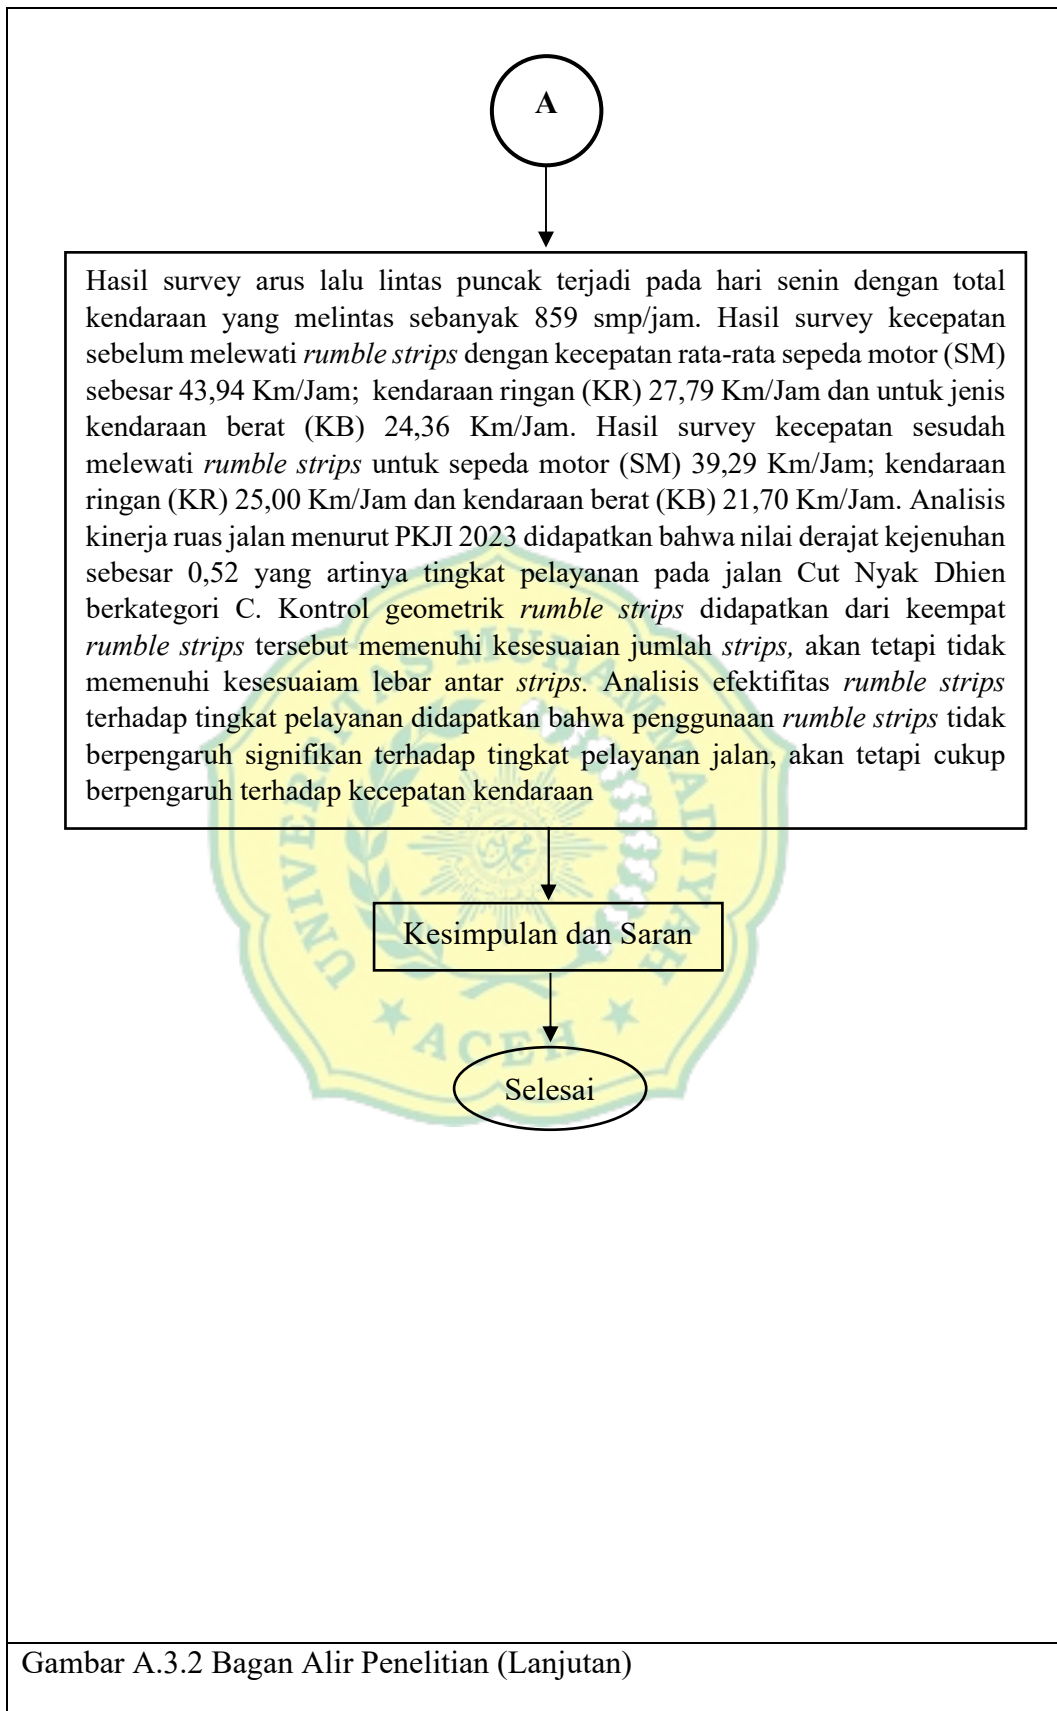 A
Hasil survey arus lalu lintas puncak terjadi pada hari senin dengan total
kendaraan yang melintas sebanyak 859 smp/jam. Hasil survey kecepatan
sebelum melewati rumble strips dengan kecepatan rata-rata sepeda motor (SM)
sebesar 43,94 Km/Jam; kendaraan ringan (KR) 27,79 Km/Jam dan untuk jenis
kendaraan berat (KB) 24,36 Km/Jam. Hasil survey kecepatan sesudah
melewati rumble strips untuk sepeda motor (SM) 39,29 Km/Jam; kendaraan
ringan (KR) 25,00 Km/Jam dan kendaraan berat (KB) 21,70 Km/Jam. Analisis
kinerja ruas jalan menurut PKJI 2023 didapatkan bahwa nilai derajat kejenuhan
sebesar 0,52 yang artinya tingkat pelayanan pada jalan Cut Nyak Dhien
berkategori C. Kontrol geometrik rumble strips didapatkan dari keempat
rumble strips tersebut memenuhi kesesuaian jumlah strips, akan tetapi tidak
memenuhi kesesuaiam lebar antar strips. Analisis efektifitas rumble strips
terhadap tingkat pelayanan didapatkan bahwa penggunaan rumble strips tidak
berpengaruh signifikan terhadap tingkat pelayanan jalan, akan tetapi cukup
berpengaruh terhadap kecepatan kendaraan
UNIVERSITAS MUHAMMADIYAH
محمد
Kesimpulan dan Saran
ACEH
Selesai
Gambar A.3.2 Bagan Alir Penelitian (Lanjutan)